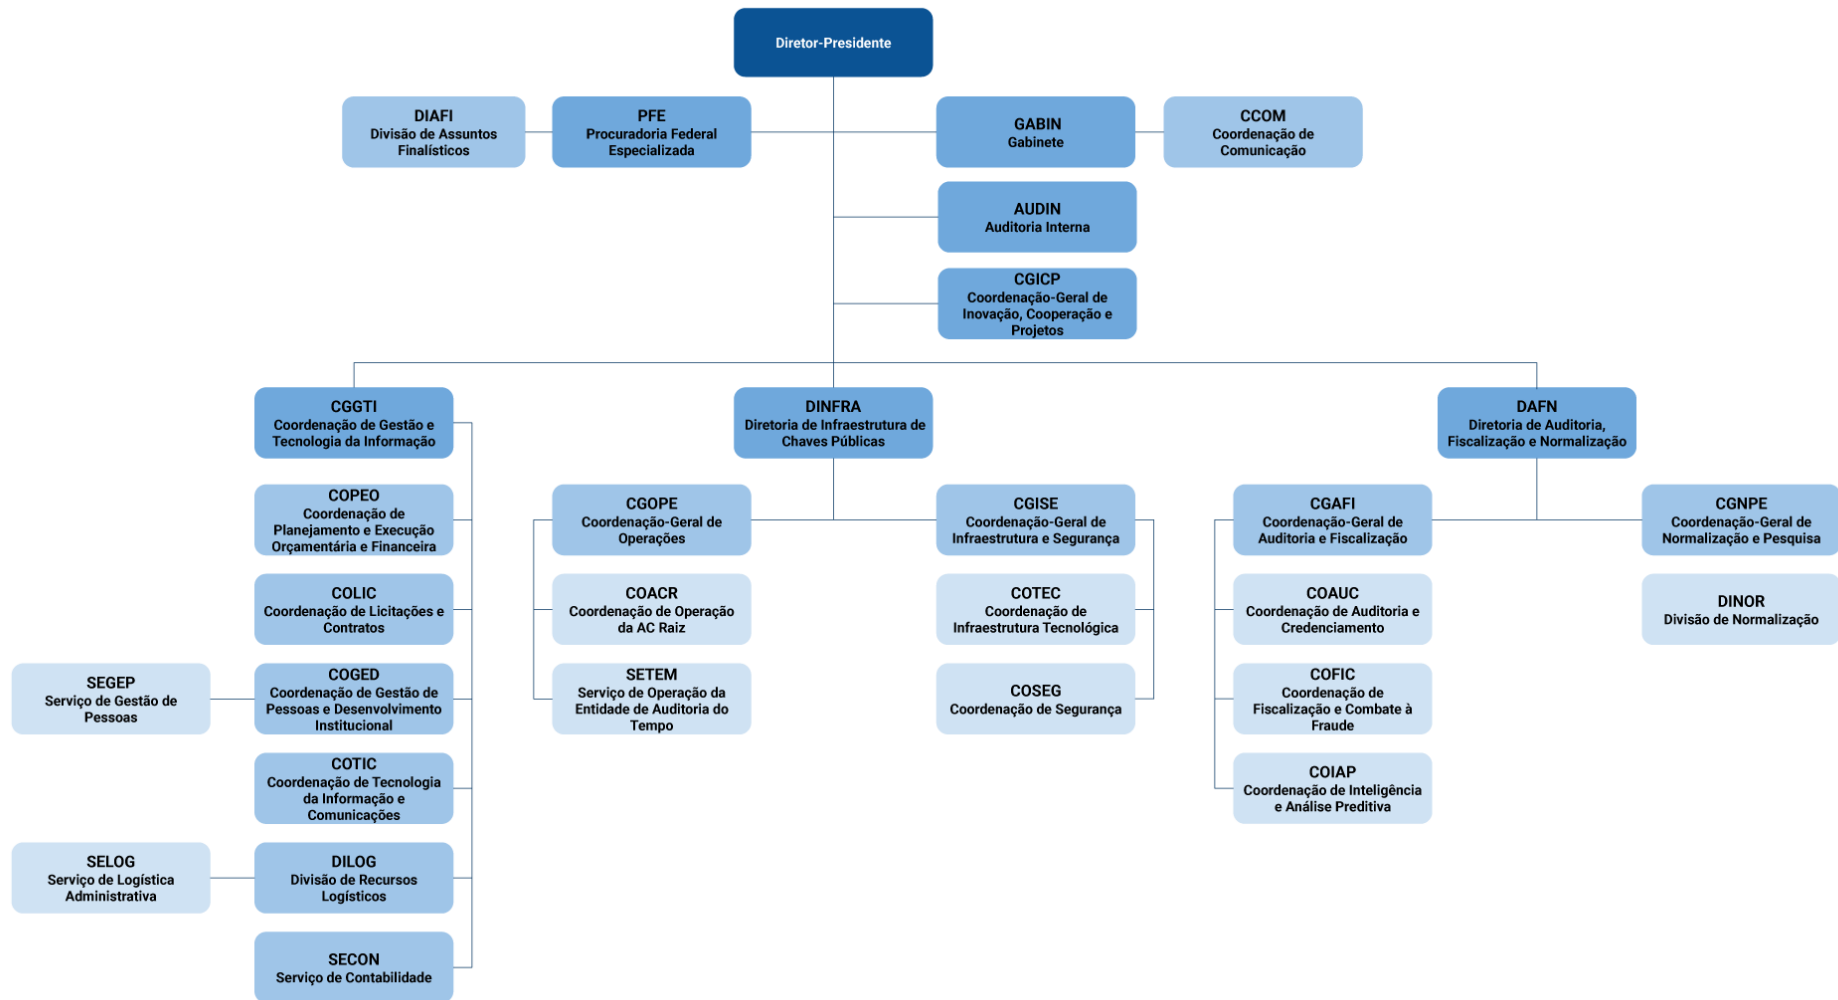 Diretor-Presidente
DIAFI
Divisão de Assuntos
Finalísticos
PFE
Procuradoria Federal
Especializada
GABIN
Gabinete
CCOM
Coordenação de
Comunicação
AUDIN
Auditoria Interna
CGICP
Coordenação-Geral de
Inovação, Cooperação e
Projetos
CGGTI
Coordenação de Gestão e
Tecnologia da Informação
DINFRA
Diretoria de Infraestrutura de
Chaves Públicas
DAFN
Diretoria de Auditoria,
Fiscalização e Normalização
COPEO
Coordenação de
Planejamento e Execução
Orçamentária e Financeira
CGOPE
Coordenação-Geral de
Operações
CGISE
Coordenação-Geral de
Infraestrutura e Segurança
CGAFI
Coordenação-Geral de
Auditoria e Fiscalização
CGNPE
Coordenação-Geral de
Normalização e Pesquisa
COLIC
Coordenação de Licitações e
Contratos
COACR
Coordenação de Operação
da AC Raiz
COTEC
Coordenação de
Infraestrutura Tecnológica
COAUC
Coordenação de Auditoria e
Credenciamento
DINOR
Divisão de Normalização
SEGEP
Serviço de Gestão de
Pessoas
COGED
Coordenação de Gestão de
Pessoas e Desenvolvimento
Institucional
SETEM
Serviço de Operação da
Entidade de Auditoria do
Tempo
COSEG
Coordenação de Segurança
COFIC
Coordenação de
Fiscalização e Combate à
Fraude
COTIC
Coordenação de Tecnologia
da Informação e
Comunicações
COIAP
Coordenação de Inteligência
e Análise Preditiva
SELOG
Serviço de Logística
Administrativa
DILOG
Divisão de Recursos
Logísticos
SECON
Serviço de Contabilidade